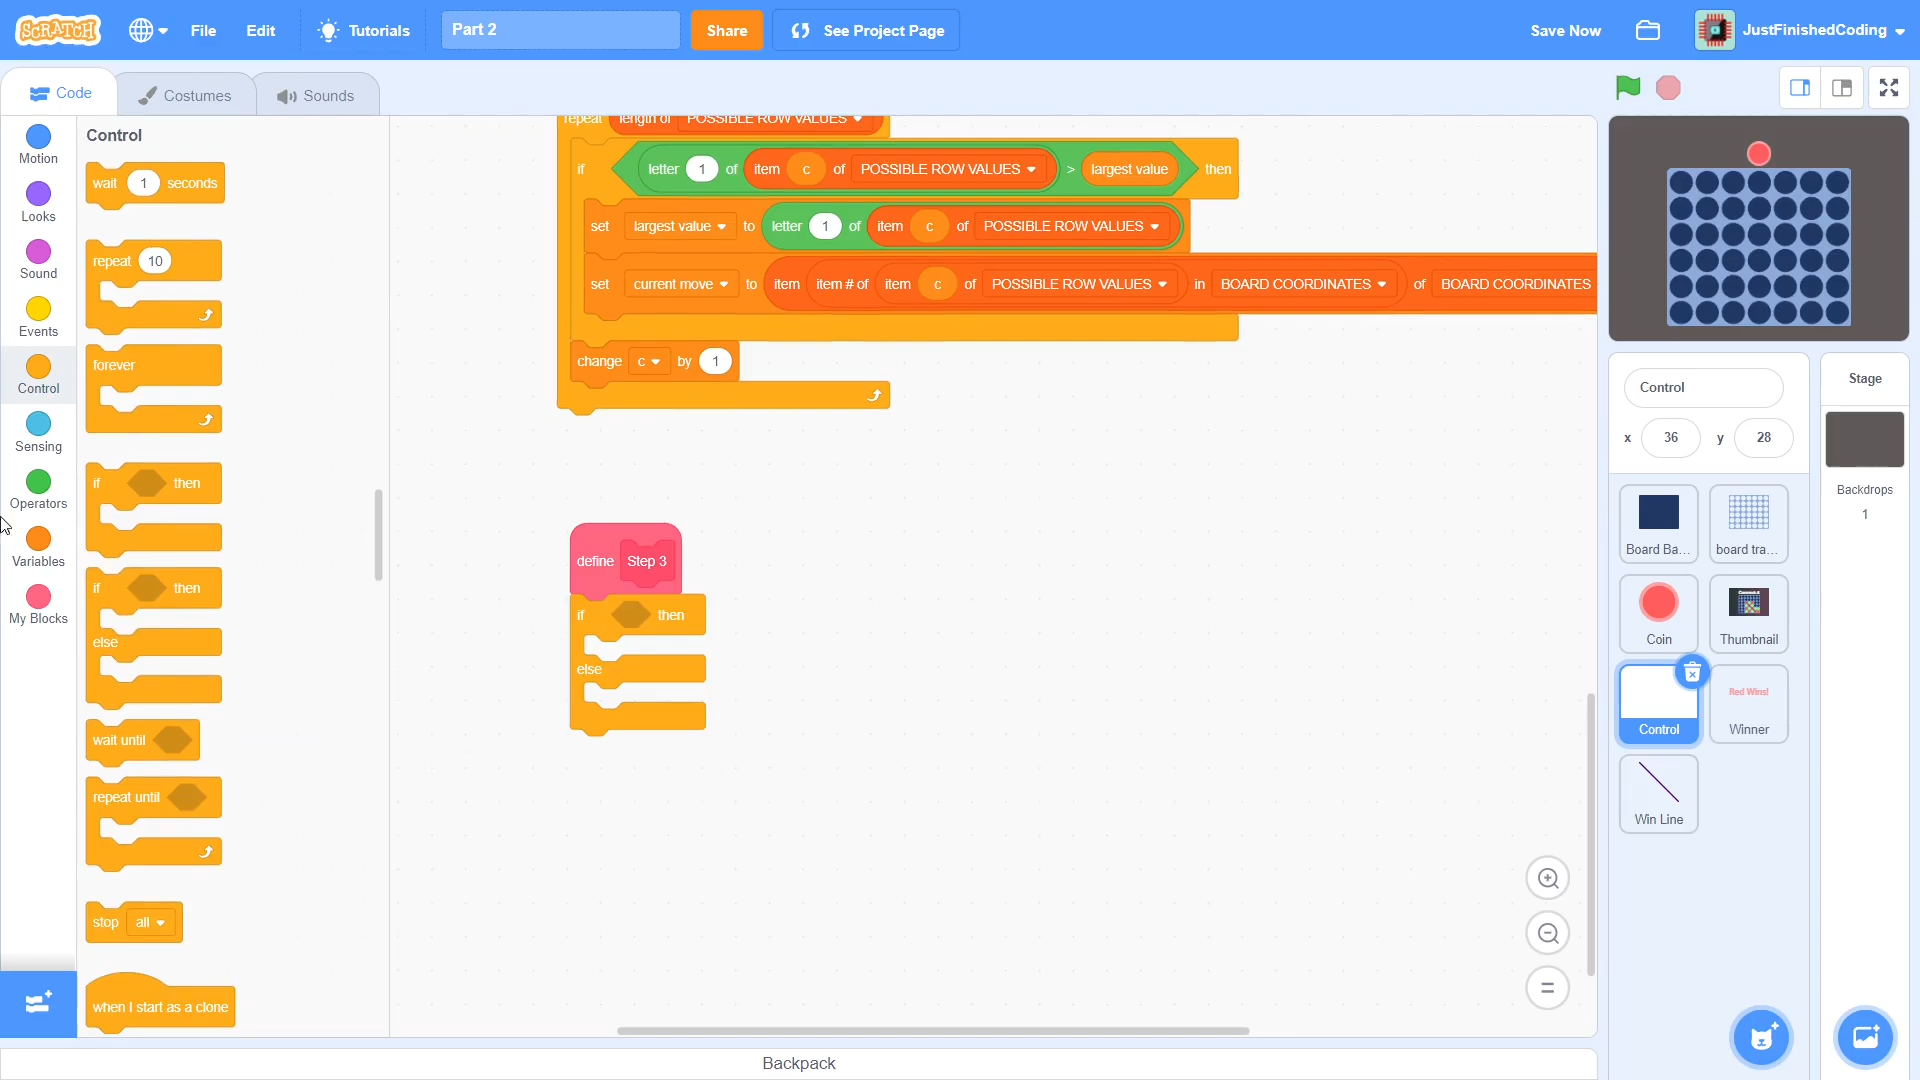 SCRATCH File Edit Tutorials Part 2 Share See Project Page Save Now JustFinishedCoding
Code Costumes Sounds
Motion
Looks
Sound
Events
Control
Sensing
Operators
Variables
My Blocks
Control
wait 1 seconds
repeat 10
forever
if then
if then
else
wait until
repeat until
stop all
when I start as a clone
repeat length of POSSIBLE ROW VALUES
if letter 1 of item c of POSSIBLE ROW VALUES > largest value then
set largest value to letter 1 of item c of POSSIBLE ROW VALUES
set current move to item item # of item c of POSSIBLE ROW VALUES in BOARD COORDINATES of BOARD COORDINATES
change c by 1
define Step 3
if then
else
Control
x 36 y 28
Board Ba... board tra...
Coin Thumbnail
Red Wins!
Control Winner
Win Line
Stage
Backdrops
1
Backpack